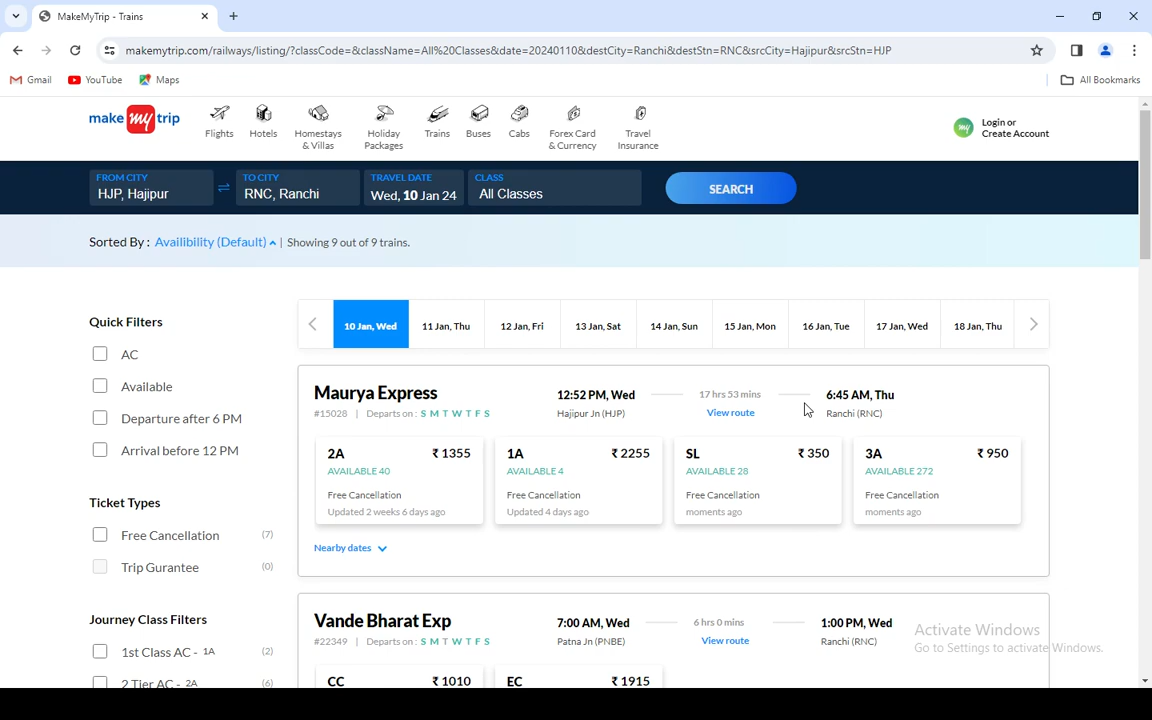 MakeMyTrip - Trains
makemytrip.com/railways/listing/?classCode=&className=All%20Classes&date=20240110&destCity=Ranchi&destStn=RNC&srcCity=Hajipur&srcStn=HJP
Gmail YouTube Maps All Bookmarks
make my trip
Flights Hotels Homestays & Villas Holiday Packages Trains Buses Cabs Forex Card & Currency Travel Insurance
my Login or Create Account
FROM CITY TO CITY TRAVEL DATE CLASS
HJP, Hajipur RNC, Ranchi Wed, 10 Jan 24 All Classes SEARCH
Sorted By : Availibility (Default) | Showing 9 out of 9 trains.
Quick Filters
AC
Available
Departure after 6 PM
Arrival before 12 PM
Ticket Types
Free Cancellation (7)
Trip Gurantee (0)
Journey Class Filters
1st Class AC - 1A (2)
2 Tier AC - 2A (6)
10 Jan, Wed 11 Jan, Thu 12 Jan, Fri 13 Jan, Sat 14 Jan, Sun 15 Jan, Mon 16 Jan, Tue 17 Jan, Wed 18 Jan, Thu
Maurya Express 12:52 PM, Wed 17 hrs 53 mins 6:45 AM, Thu
#15028 | Departs on : S M T W T F S Hajipur Jn (HJP) View route Ranchi (RNC)
2A ₹ 1355 1A ₹ 2255 SL ₹ 350 3A ₹ 950
AVAILABLE 40 AVAILABLE 4 AVAILABLE 28 AVAILABLE 272
Free Cancellation Free Cancellation Free Cancellation Free Cancellation
Updated 2 weeks 6 days ago Updated 4 days ago moments ago moments ago
Nearby dates
Vande Bharat Exp 7:00 AM, Wed 6 hrs 0 mins 1:00 PM, Wed
#22349 | Departs on : S M T W T F S Patna Jn (PNBE) View route Ranchi (RNC)
CC ₹ 1010 EC ₹ 1915
Activate Windows
Go to Settings to activate Windows.